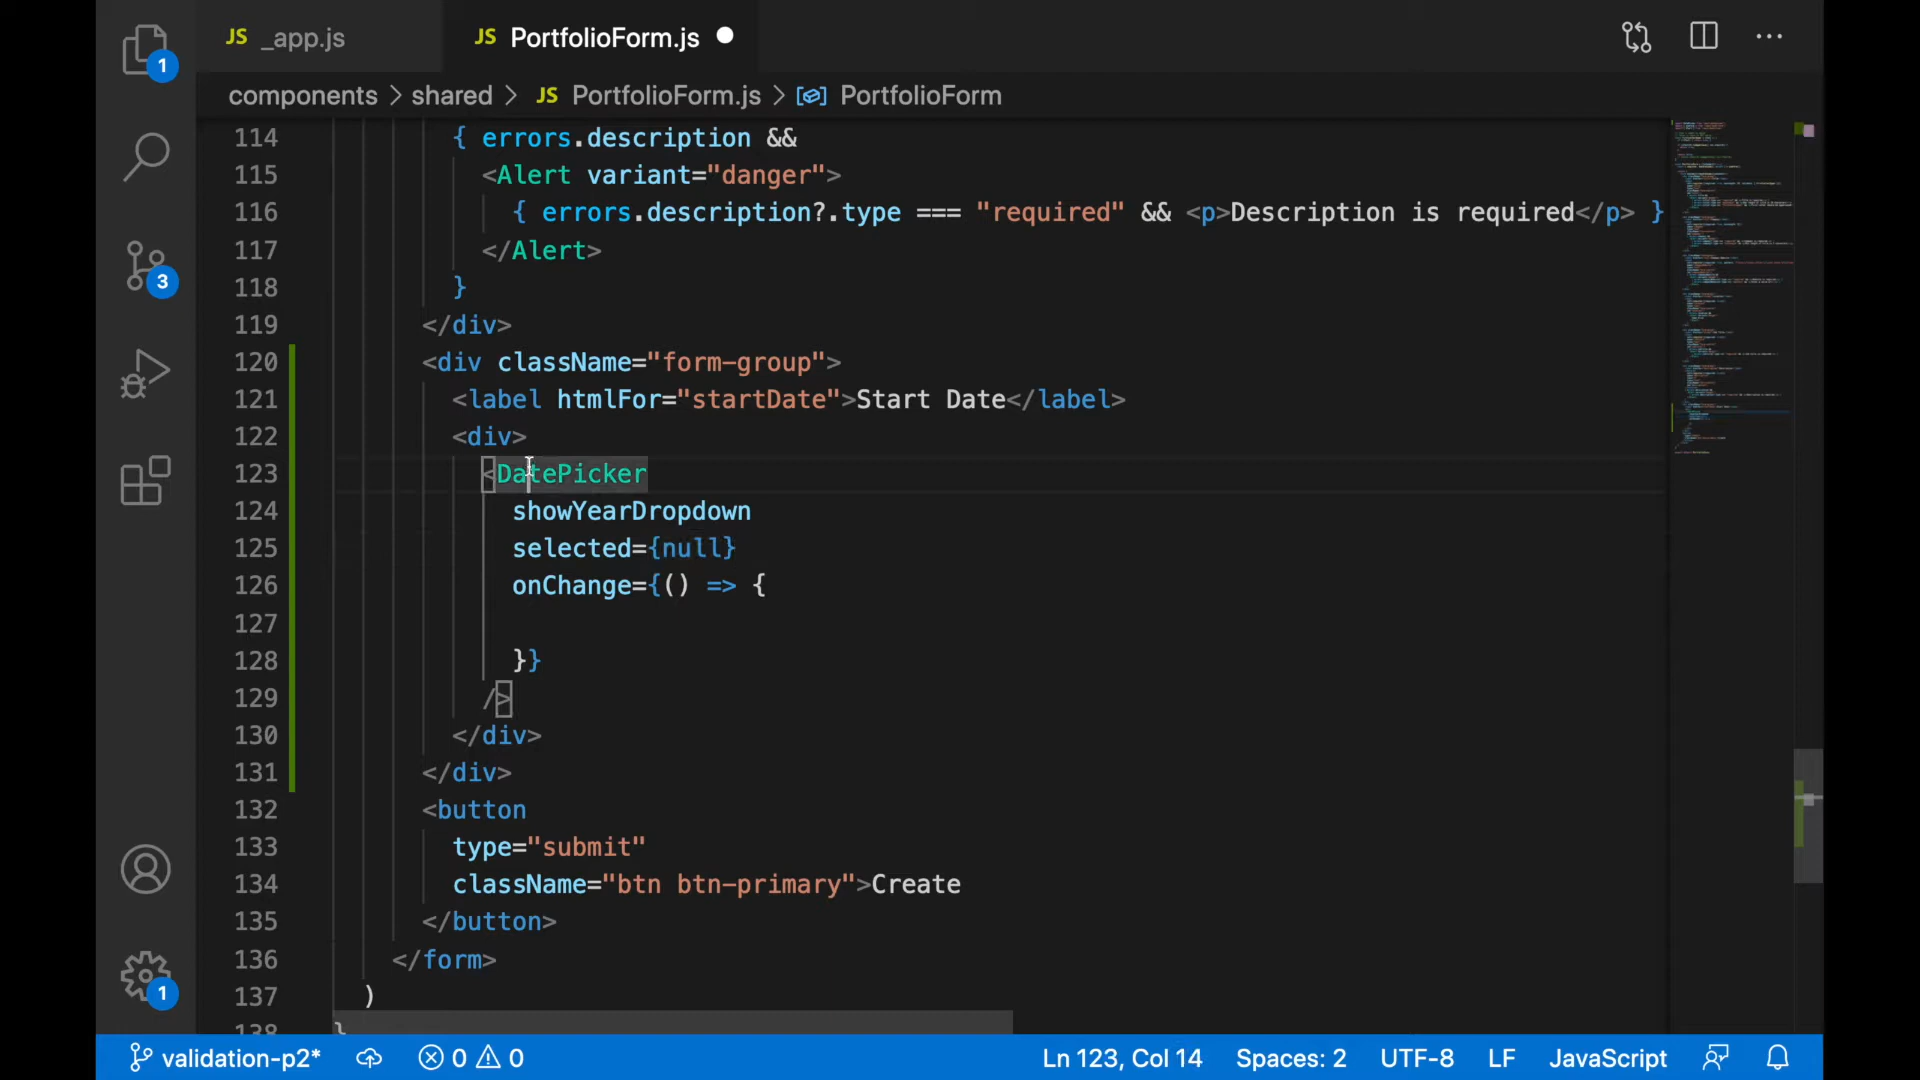 JS _app.js
JS PortfolioForm.js
components > shared > JS PortfolioForm.js > PortfolioForm
1
3
1
114 { errors.description &&
115 <Alert variant="danger">
116 { errors.description?.type === "required" && <p>Description is required</p> }
117 </Alert>
118 }
119 </div>
120 <div className="form-group">
121 <label htmlFor="startDate">Start Date</label>
122 <div>
123 <DatePicker
124 showYearDropdown
125 selected={null}
126 onChange={() => {
127
128 }}
129 />
130 </div>
131 </div>
132 <button
133 type="submit"
134 className="btn btn-primary">Create
135 </button>
136 </form>
137 )
138 }
validation-p2* 0 0 Ln 123, Col 14 Spaces: 2 UTF-8 LF JavaScript